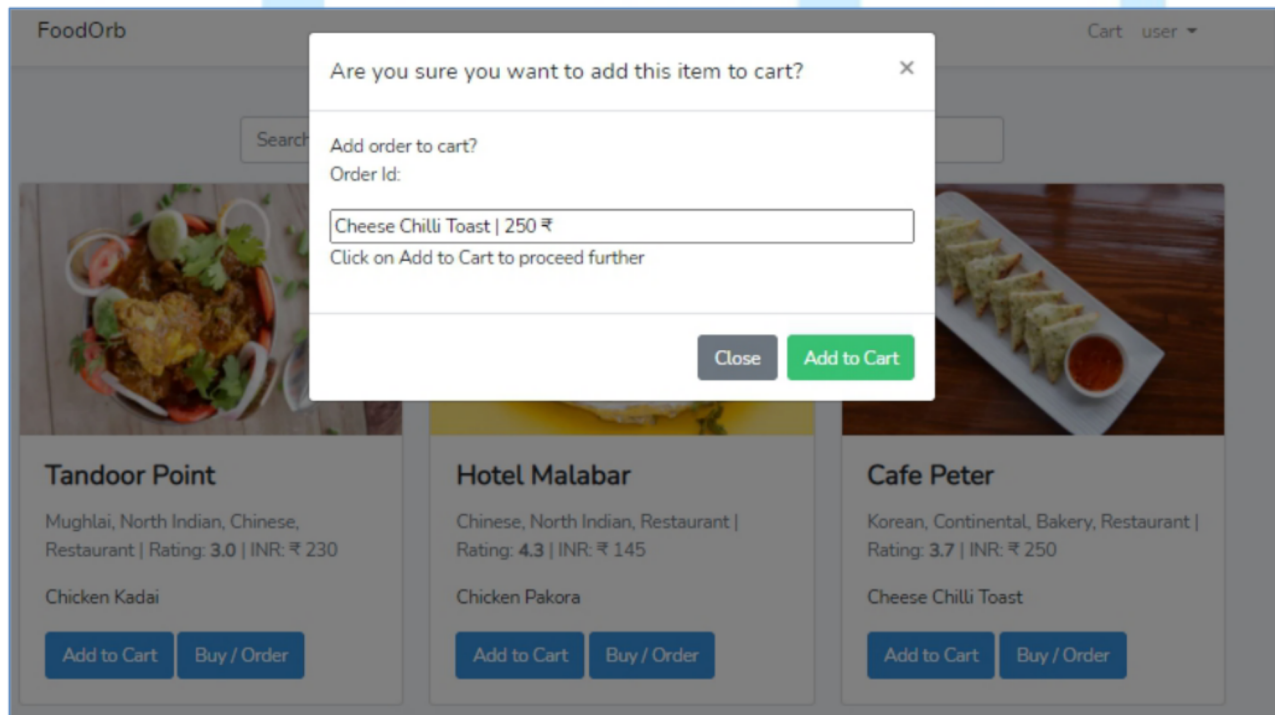 FoodOrb
Cart user
Are you sure you want to add this item to cart?
×
Search
Add order to cart?
Order Id:
Cheese Chilli Toast | 250 ₹
Click on Add to Cart to proceed further
Close Add to Cart
Tandoor Point
Mughlai, North Indian, Chinese,
Restaurant | Rating: 3.0 | INR: ₹ 230
Chicken Kadai
Add to Cart Buy / Order
Hotel Malabar
Chinese, North Indian, Restaurant |
Rating: 4.3 | INR: ₹ 145
Chicken Pakora
Add to Cart Buy / Order
Cafe Peter
Korean, Continental, Bakery, Restaurant |
Rating: 3.7 | INR: ₹ 250
Cheese Chilli Toast
Add to Cart Buy / Order